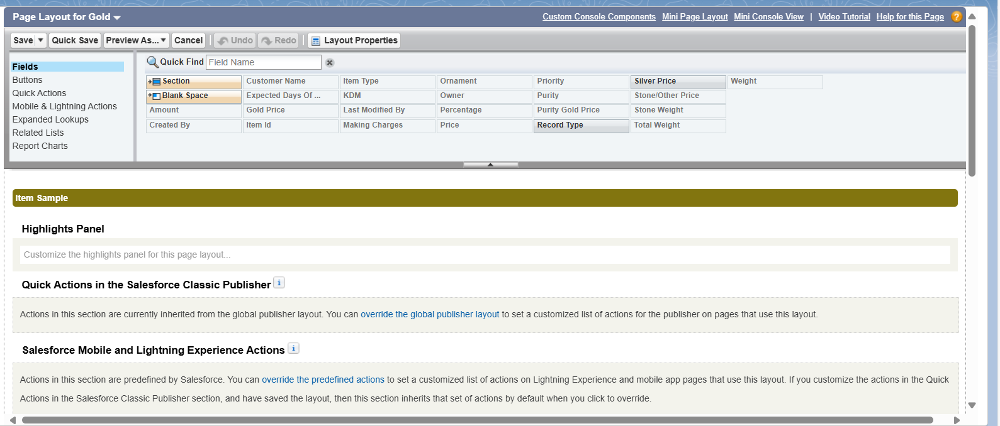 Page Layout for Gold
Custom Console Components Mini Page Layout Mini Console View | Video Tutorial Help for this Page ?
Save Quick Save Preview As... Cancel Undo Redo Layout Properties
Fields
Buttons
Quick Actions
Mobile & Lightning Actions
Expanded Lookups
Related Lists
Report Charts
Quick Find Field Name
Section Customer Name Item Type Ornament Priority Silver Price Weight
Blank Space Expected Days Of ... KDM Owner Purity Stone/Other Price
Amount Gold Price Last Modified By Percentage Purity Gold Price Stone Weight
Created By Item Id Making Charges Price Record Type Total Weight
Item Sample
Highlights Panel
Customize the highlights panel for this page layout...
Quick Actions in the Salesforce Classic Publisher i
Actions in this section are currently inherited from the global publisher layout. You can override the global publisher layout to set a customized list of actions for the publisher on pages that use this layout.
Salesforce Mobile and Lightning Experience Actions i
Actions in this section are predefined by Salesforce. You can override the predefined actions to set a customized list of actions on Lightning Experience and mobile app pages that use this layout. If you customize the actions in the Quick
Actions in the Salesforce Classic Publisher section, and have saved the layout, then this section inherits that set of actions by default when you click to override.